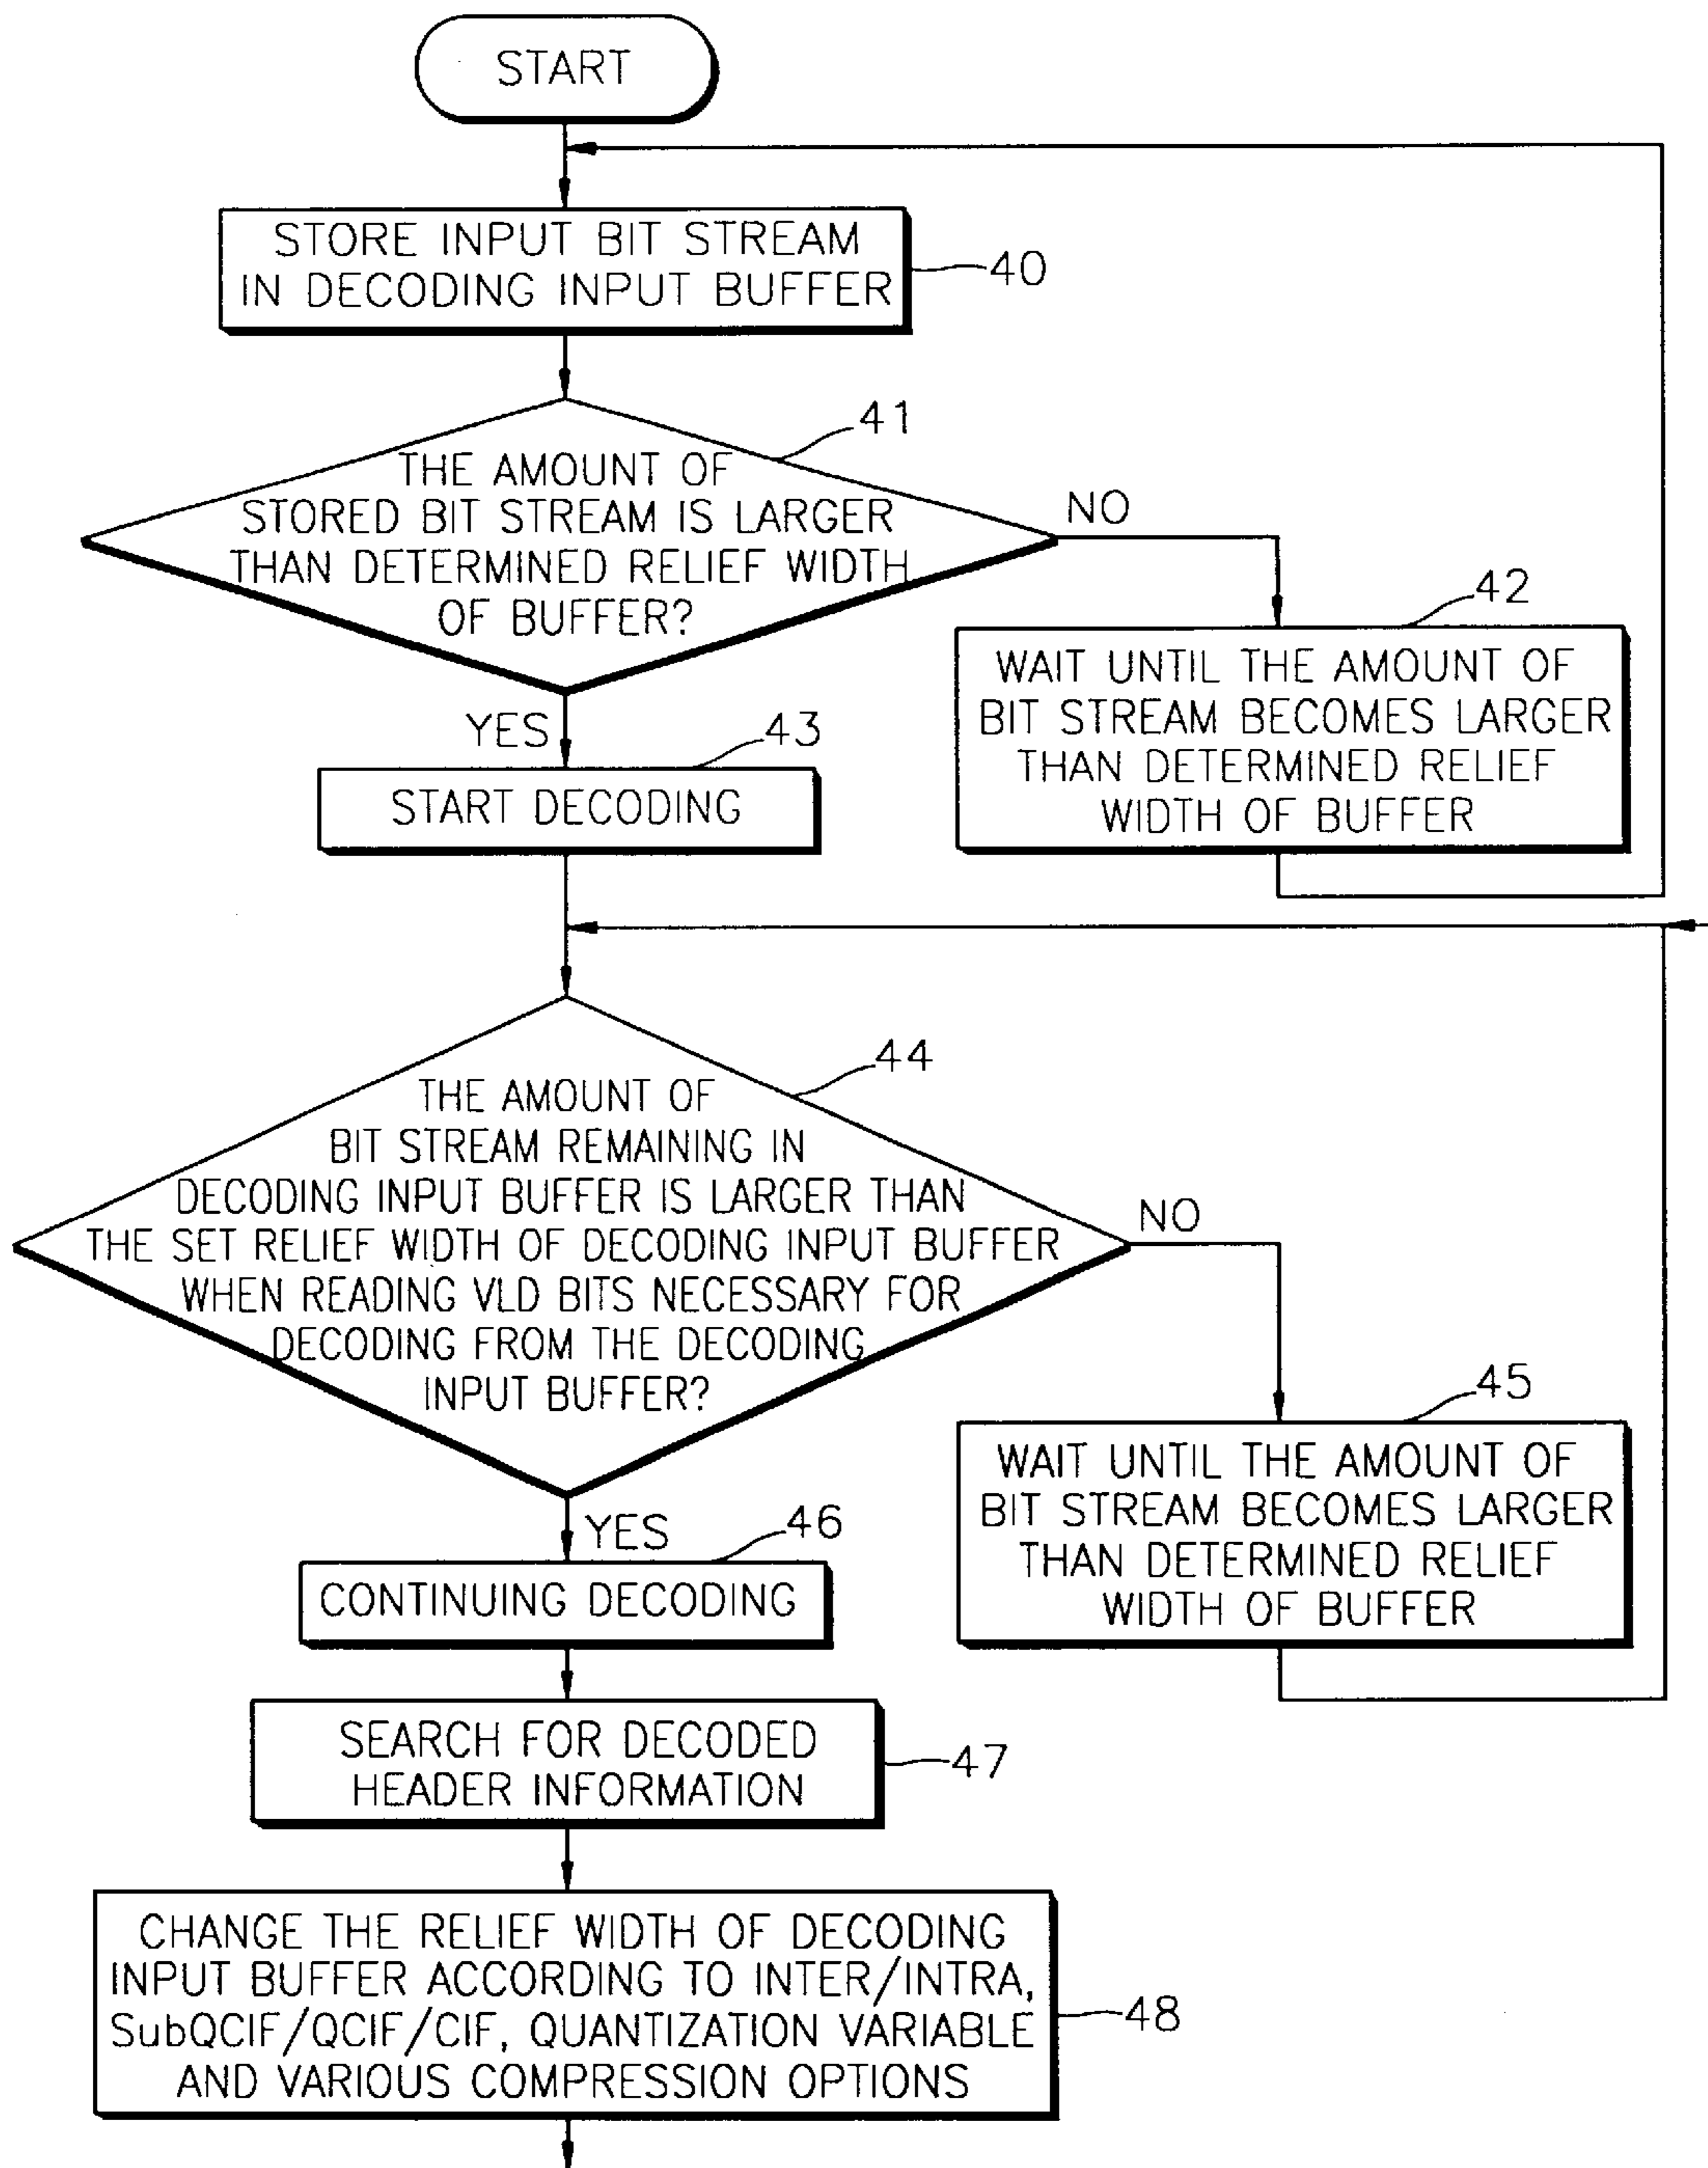 START
STORE INPUT BIT STREAM
IN DECODING INPUT BUFFER
40
41
THE AMOUNT OF
STORED BIT STREAM IS LARGER
THAN DETERMINED RELIEF WIDTH
OF BUFFER?
NO
42
WAIT UNTIL THE AMOUNT OF
BIT STREAM BECOMES LARGER
THAN DETERMINED RELIEF
WIDTH OF BUFFER
YES
43
START DECODING
44
THE AMOUNT OF
BIT STREAM REMAINING IN
DECODING INPUT BUFFER IS LARGER THAN
THE SET RELIEF WIDTH OF DECODING INPUT BUFFER
WHEN READING VLD BITS NECESSARY FOR
DECODING FROM THE DECODING
INPUT BUFFER?
NO
45
WAIT UNTIL THE AMOUNT OF
BIT STREAM BECOMES LARGER
THAN DETERMINED RELIEF
WIDTH OF BUFFER
YES
46
CONTINUING DECODING
SEARCH FOR DECODED
HEADER INFORMATION
47
CHANGE THE RELIEF WIDTH OF DECODING
INPUT BUFFER ACCORDING TO INTER/INTRA,
SubQCIF/QCIF/CIF, QUANTIZATION VARIABLE
AND VARIOUS COMPRESSION OPTIONS
48